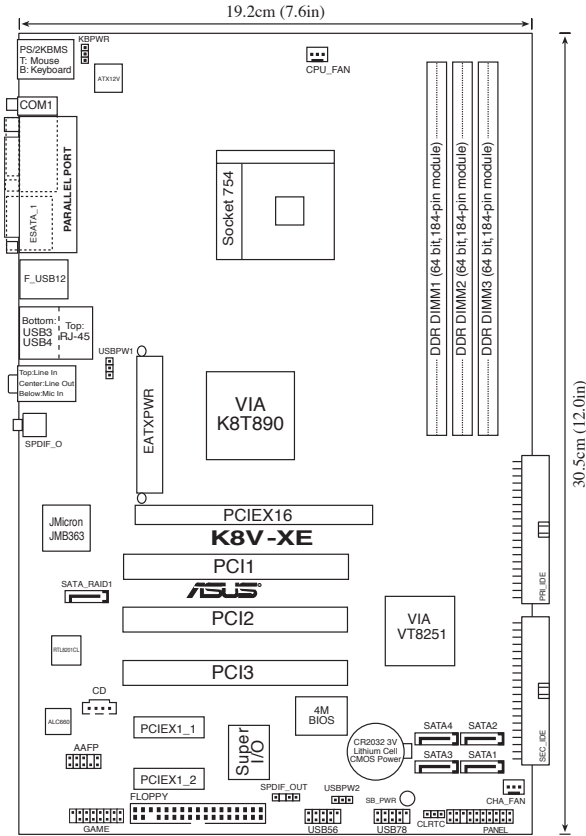 19.2cm (7.6in)
30.5cm (12.0in)
PS/2KBMS
T: Mouse
B: Keyboard
KBPWR
ATX12V
CPU_FAN
COM1
PARALLEL PORT
ESATA_1
Socket 754
DDR DIMM1 (64 bit,184-pin module)
DDR DIMM2 (64 bit,184-pin module)
DDR DIMM3 (64 bit,184-pin module)
F_USB12
Bottom:
USB3
USB4
Top:
RJ-45
USBPW1
Top:Line In
Center:Line Out
Below:Mic In
SPDIF_O
EATXPWR
VIA
K8T890
PCIEX16
K8V-XE
JMicron
JMB363
PCI1
ASUS
SATA_RAID1
PRI_IDE
PCI2
VIA
VT8251
RTL8201CL
PCI3
CD
4M
BIOS
ALC660
PCIEX1_1
Super
I/O
CR2032 3V
Lithium Cell
CMOS Power
SATA4
SATA2
SATA3
SATA1
SEC_IDE
AAFP
PCIEX1_2
SPDIF_OUT
USBPW2
SB_PWR
CHA_FAN
FLOPPY
GAME
USB56
USB78
CLRTC
PANEL